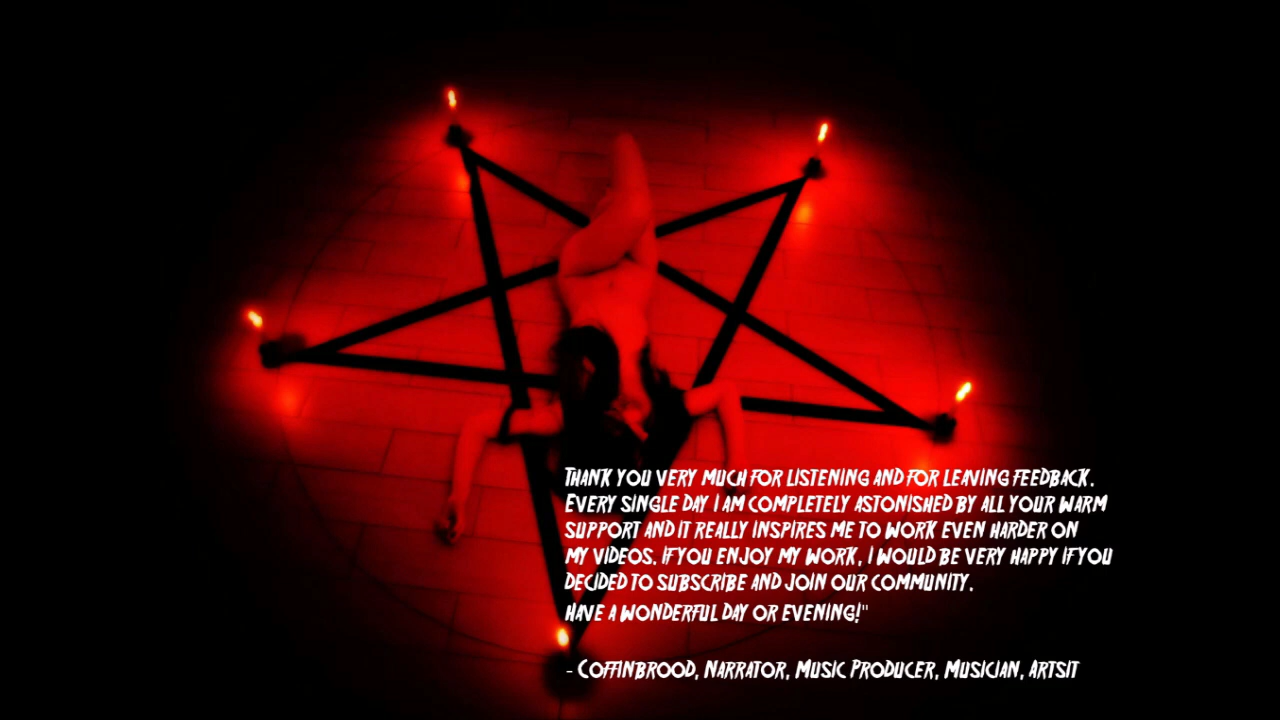 THANK YOU VERY MUCH FOR LISTENING AND FOR LEAVING FEEDBACK.
EVERY SINGLE DAY I AM COMPLETELY ASTONISHED BY ALL YOUR WARM
SUPPORT AND IT REALLY INSPIRES ME TO WORK EVEN HARDER ON
MY VIDEOS. IF YOU ENJOY MY WORK, I WOULD BE VERY HAPPY IF YOU
DECIDED TO SUBSCRIBE AND JOIN OUR COMMUNITY.
HAVE A WONDERFUL DAY OR EVENING!"
- COFFINBROOD, NARRATOR, MUSIC PRODUCER, MUSICIAN, ARTSIT